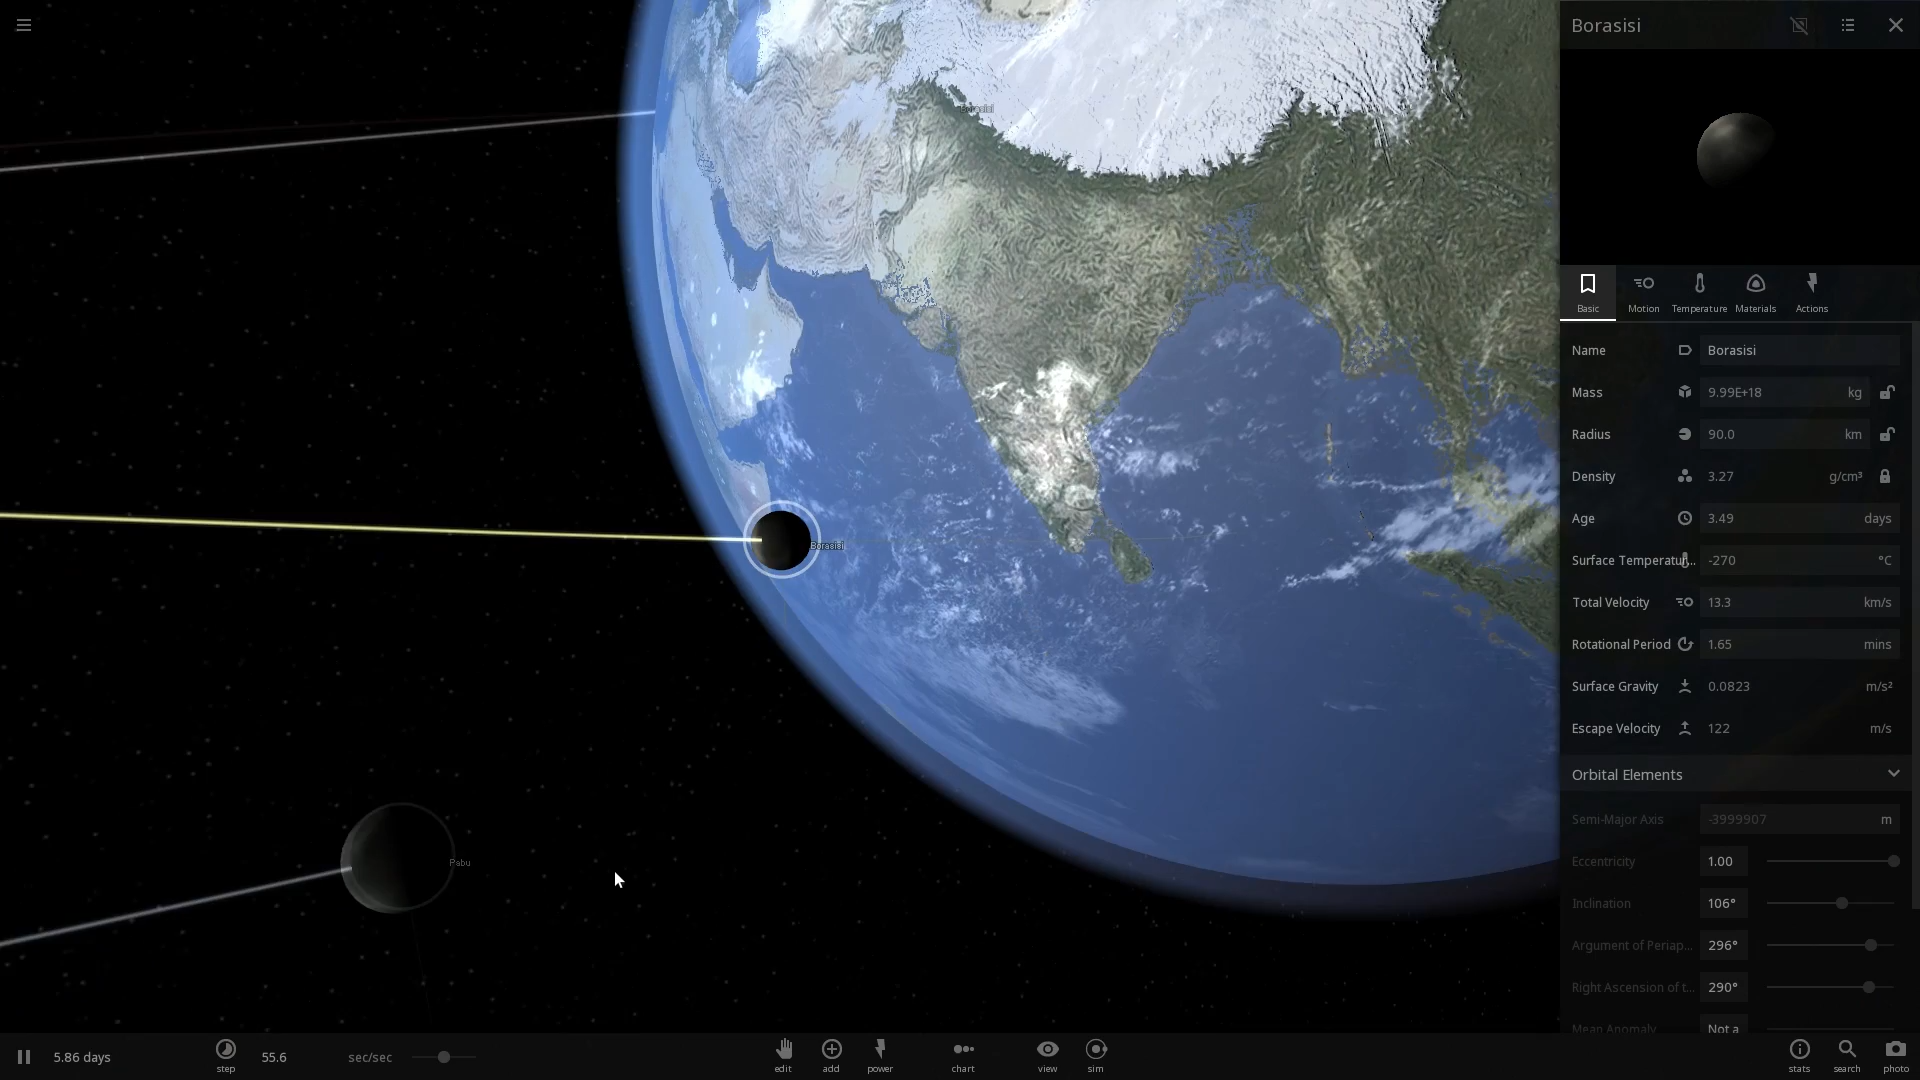 Borasisi
Borasisi
Basic
Motion
Temperature
Materials
Actions
Name Borasisi
Mass 9.99E+18 kg
Radius 90.0 km
Density 3.27 g/cm³
Age 3.49 days
Surface Temperatur... -270 °C
Total Velocity 13.3 km/s
Rotational Period 1.65 mins
Surface Gravity 0.0823 m/s²
Escape Velocity 122 m/s
Orbital Elements
Semi-Major Axis -3999907 m
Eccentricity 1.00
Inclination 106°
Argument of Periap... 296°
Right Ascension of t... 290°
Mean Anomaly Not a
Borasisi
Pabu
5.86 days
step
55.6 sec/sec
edit
add
power
chart
view
sim
stats
search
photo